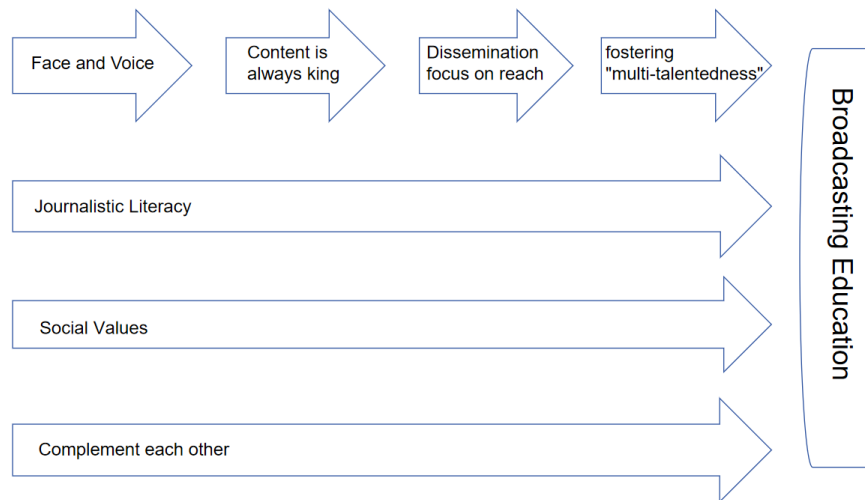 Face and Voice
Content is
always king
Dissemination
focus on reach
fostering
"multi-talentedness"
Journalistic Literacy
Social Values
Complement each other
Broadcasting Education